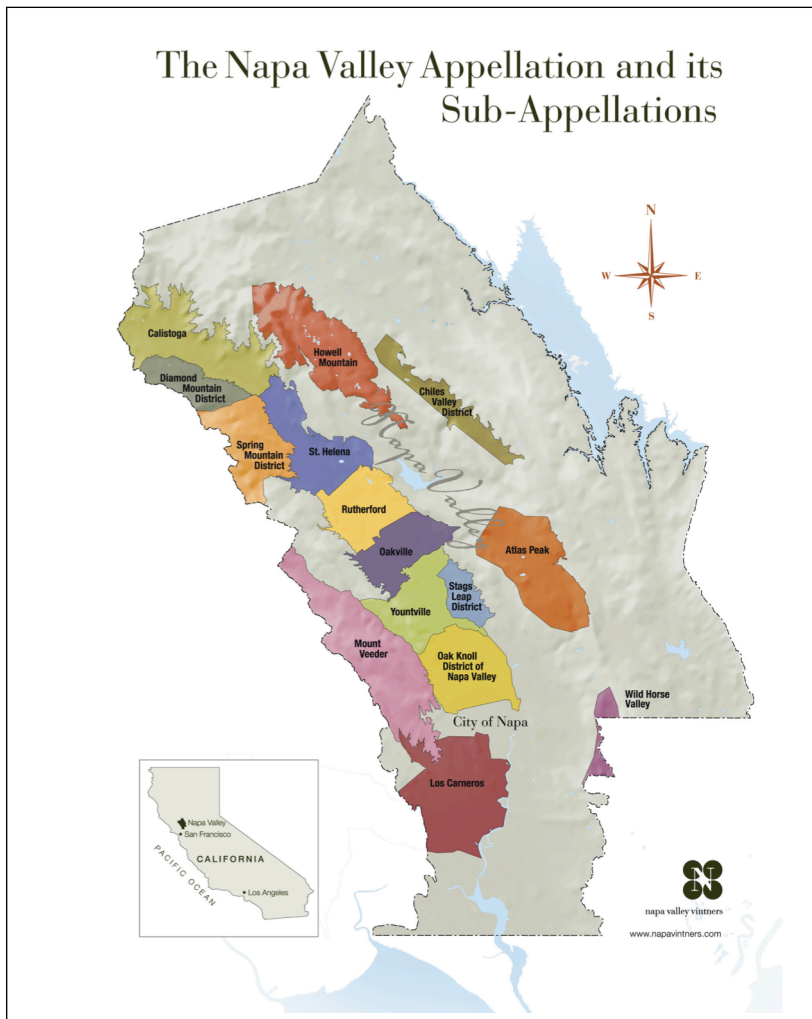 The Napa Valley Appellation and its
Sub-Appellations
N
W
E
S
Calistoga
Howell
Mountain
Diamond
Mountain
District
Chiles
Valley
District
Spring
Mountain
District
St. Helena
Napa Valley
Rutherford
Oakville
Atlas Peak
Stags
Leap
District
Yountville
Mount
Veeder
Oak Knoll
District of
Napa Valley
Wild Horse
Valley
City of Napa
Los Carneros
Napa Valley
San Francisco
CALIFORNIA
PACIFIC OCEAN
Los Angeles
N
napa valley vintners
www.napavintners.com